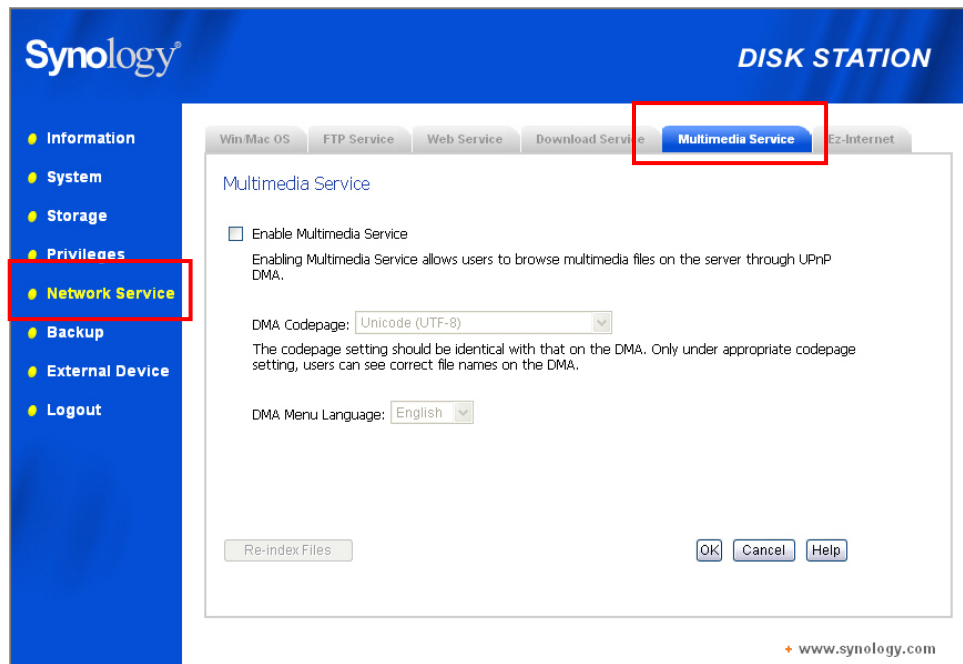 Synology®
DISK STATION
Information
System
Storage
Privileges
Network Service
Backup
External Device
Logout
Win/Mac OS
FTP Service
Web Service
Download Service
Multimedia Service
Ez-Internet
Multimedia Service
Enable Multimedia Service
Enabling Multimedia Service allows users to browse multimedia files on the server through UPnP
DMA.
DMA Codepage: Unicode (UTF-8)
The codepage setting should be identical with that on the DMA. Only under appropriate codepage
setting, users can see correct file names on the DMA.
DMA Menu Language: English
Re-index Files
OK
Cancel
Help
www.synology.com